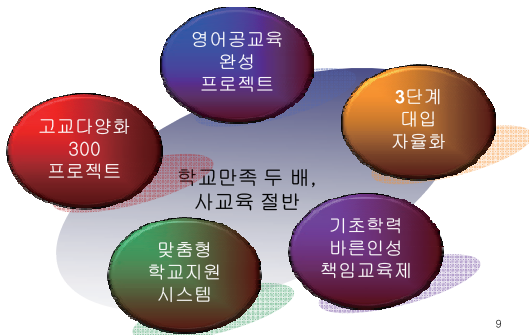 영어공교육
완성
프로젝트
3단계
대입
자율화
고교다양화
300
프로젝트
학교만족 두 배,
사교육 절반
기초학력
바른인성
책임교육제
맞춤형
학교지원
시스템
9